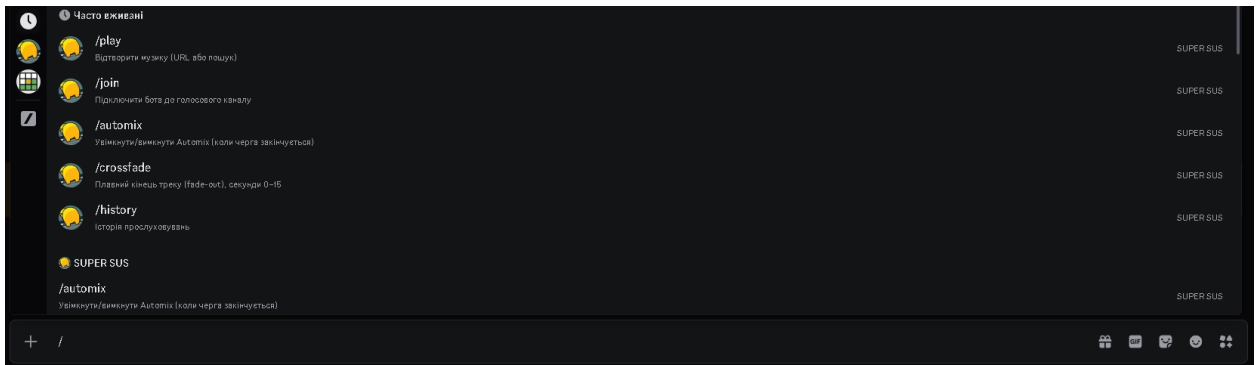 Часто вживані
/play
Відтворити музику (URL або пошук)
SUPER SUS
/join
Підключити бота до голосового каналу
SUPER SUS
/automix
Увімкнути/вимкнути Automix (коли черга закінчується)
SUPER SUS
/crossfade
Плавний кінець треку (fade-out), секунди 0–15
SUPER SUS
/history
Історія прослуховувань
SUPER SUS
SUPER SUS
/automix
Увімкнути/вимкнути Automix (коли черга закінчується)
SUPER SUS
/
GIF